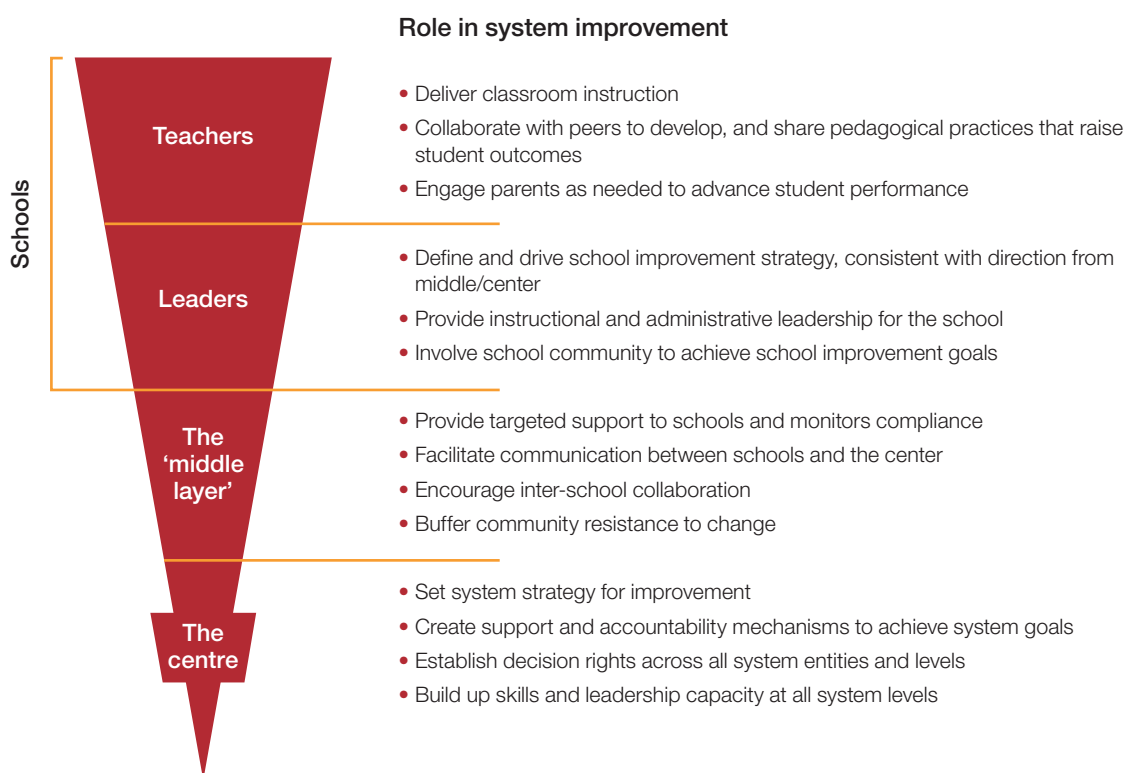 Role in system improvement
Schools
Teachers
• Deliver classroom instruction
• Collaborate with peers to develop, and share pedagogical practices that raise
student outcomes
• Engage parents as needed to advance student performance
Leaders
• Define and drive school improvement strategy, consistent with direction from
middle/center
• Provide instructional and administrative leadership for the school
• Involve school community to achieve school improvement goals
The
‘middle
layer’
• Provide targeted support to schools and monitors compliance
• Facilitate communication between schools and the center
• Encourage inter-school collaboration
• Buffer community resistance to change
The
centre
• Set system strategy for improvement
• Create support and accountability mechanisms to achieve system goals
• Establish decision rights across all system entities and levels
• Build up skills and leadership capacity at all system levels